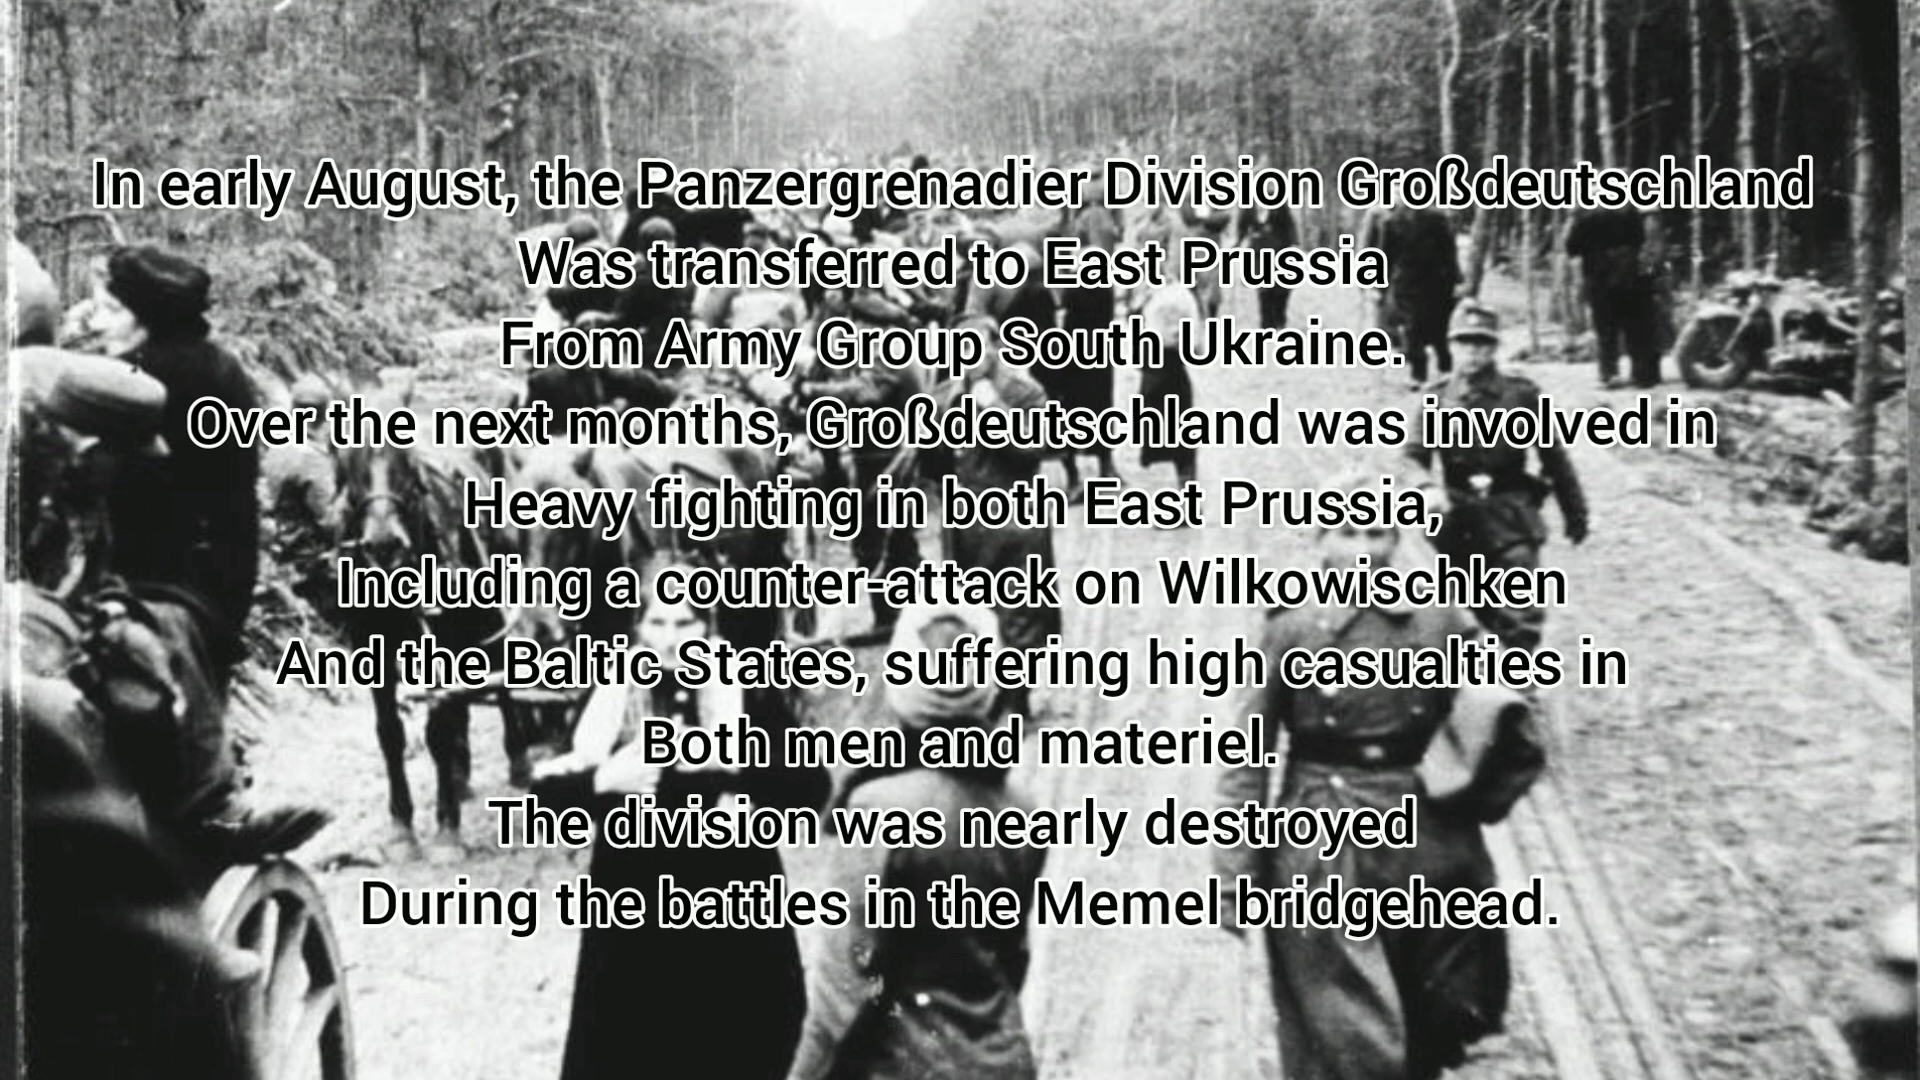 In early August, the Panzergrenadier Division Großdeutschland
Was transferred to East Prussia
From Army Group South Ukraine.
Over the next months, Großdeutschland was involved in
Heavy fighting in both East Prussia,
Including a counter-attack on Wilkowischken
And the Baltic States, suffering high casualties in
Both men and materiel.
The division was nearly destroyed
During the battles in the Memel bridgehead.